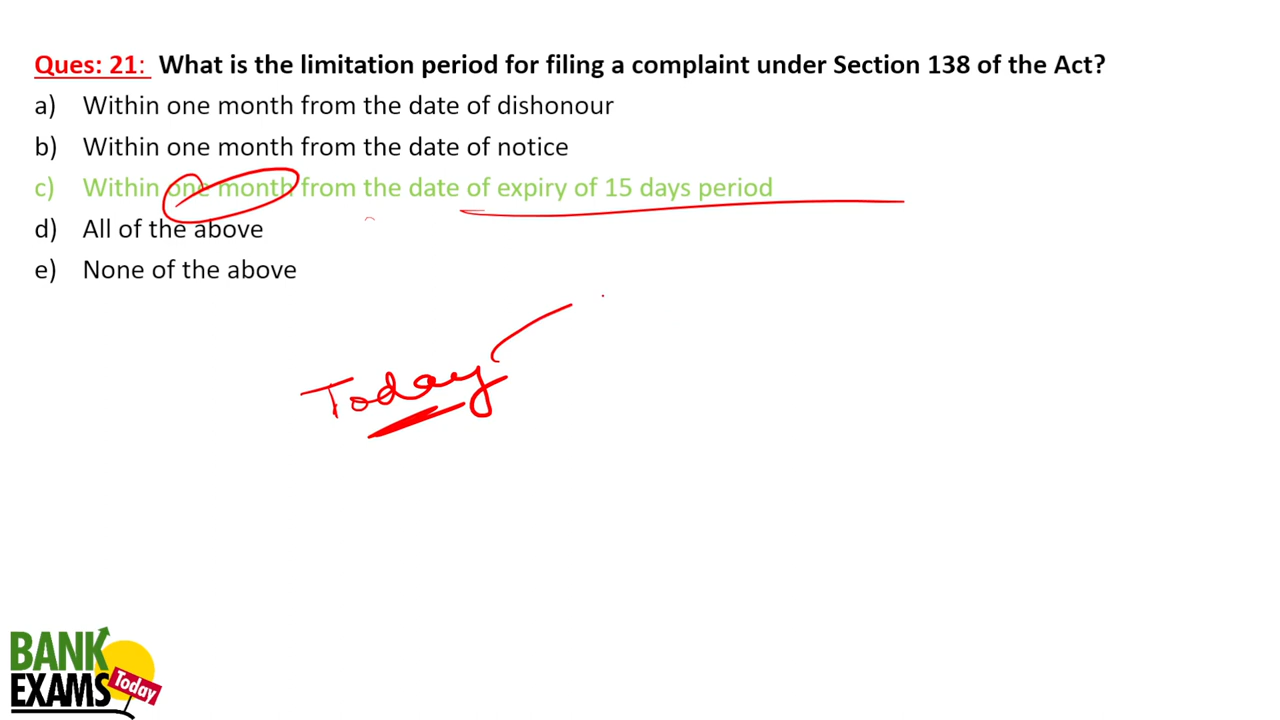 Ques: 21: What is the limitation period for filing a complaint under Section 138 of the Act?
a) Within one month from the date of dishonour
b) Within one month from the date of notice
c) Within one month from the date of expiry of 15 days period
d) All of the above
e) None of the above
Today
BANK
EXAMS Today